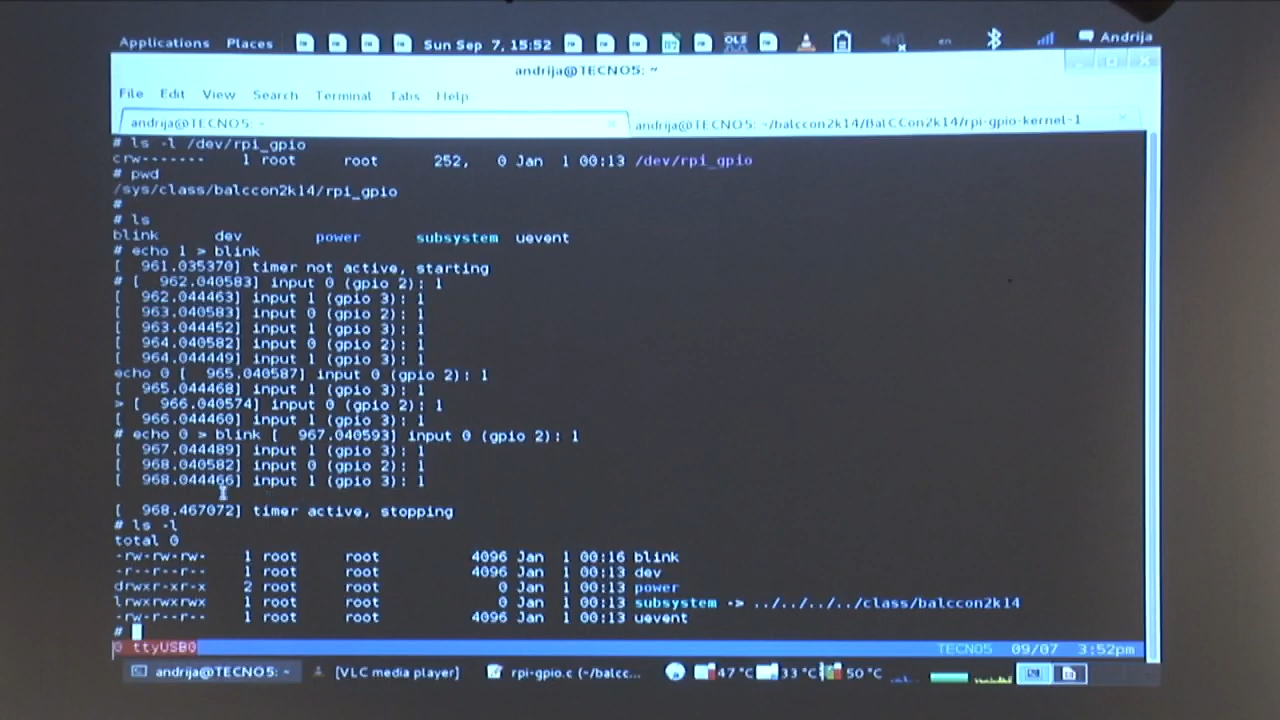 Applications Places Sun Sep 7, 15:52 en Andrija
andrija@TECNO5: ~
File Edit View Search Terminal Tabs Help
andrija@TECNO5: ~ andrija@TECNO5: ~/balccon2k14/BalCCon2k14/rpi-gpio-kernel-1
# ls -l /dev/rpi_gpio
crw------- 1 root root 252, 0 Jan 1 00:13 /dev/rpi_gpio
# pwd
/sys/class/balccon2k14/rpi_gpio
#
# ls
blink dev power subsystem uevent
# echo 1 > blink
[ 961.035370] timer not active, starting
# [ 962.040583] input 0 (gpio 2): 1
[ 962.044463] input 1 (gpio 3): 1
[ 963.040583] input 0 (gpio 2): 1
[ 963.044452] input 1 (gpio 3): 1
[ 964.040582] input 0 (gpio 2): 1
[ 964.044449] input 1 (gpio 3): 1
echo 0 [ 965.040587] input 0 (gpio 2): 1
[ 965.044468] input 1 (gpio 3): 1
> [ 966.040574] input 0 (gpio 2): 1
[ 966.044460] input 1 (gpio 3): 1
# echo 0 > blink [ 967.040593] input 0 (gpio 2): 1
[ 967.044489] input 1 (gpio 3): 1
[ 968.040582] input 0 (gpio 2): 1
[ 968.044466] input 1 (gpio 3): 1
[ 968.467072] timer active, stopping
# ls -l
total 0
-rw-rw-rw- 1 root root 4096 Jan 1 00:16 blink
-r--r--r-- 1 root root 4096 Jan 1 00:13 dev
drwxr-xr-x 2 root root 0 Jan 1 00:13 power
lrwxrwxrwx 1 root root 0 Jan 1 00:13 subsystem -> ../../../../class/balccon2k14
-rw-r--r-- 1 root root 4096 Jan 1 00:13 uevent
#
0 ttyUSB0 TECNO5 09/07 3:52pm
andrija@TECNO5: ~ [VLC media player] rpi-gpio.c (~/balcc... 47 °C 33 °C 50 °C